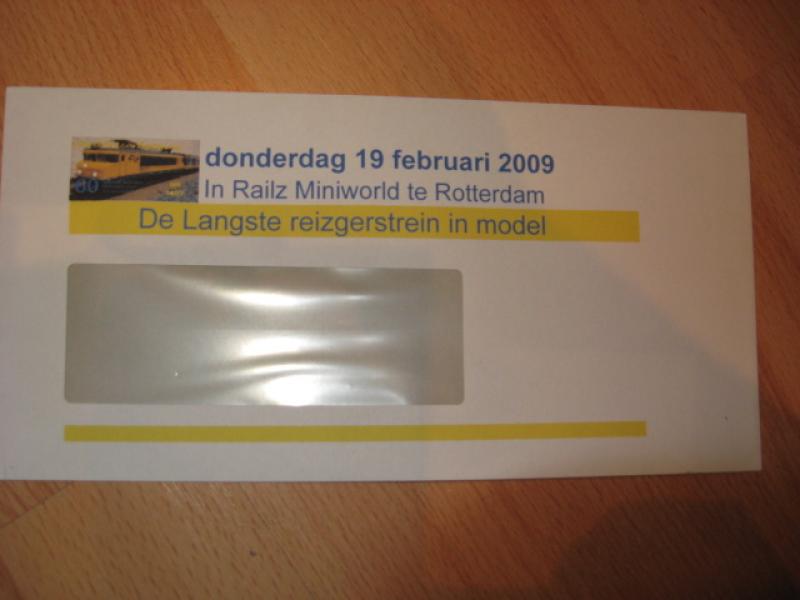 donderdag 19 februari 2009
In Railz Miniworld te Rotterdam
De Langste reizgerstrein in model